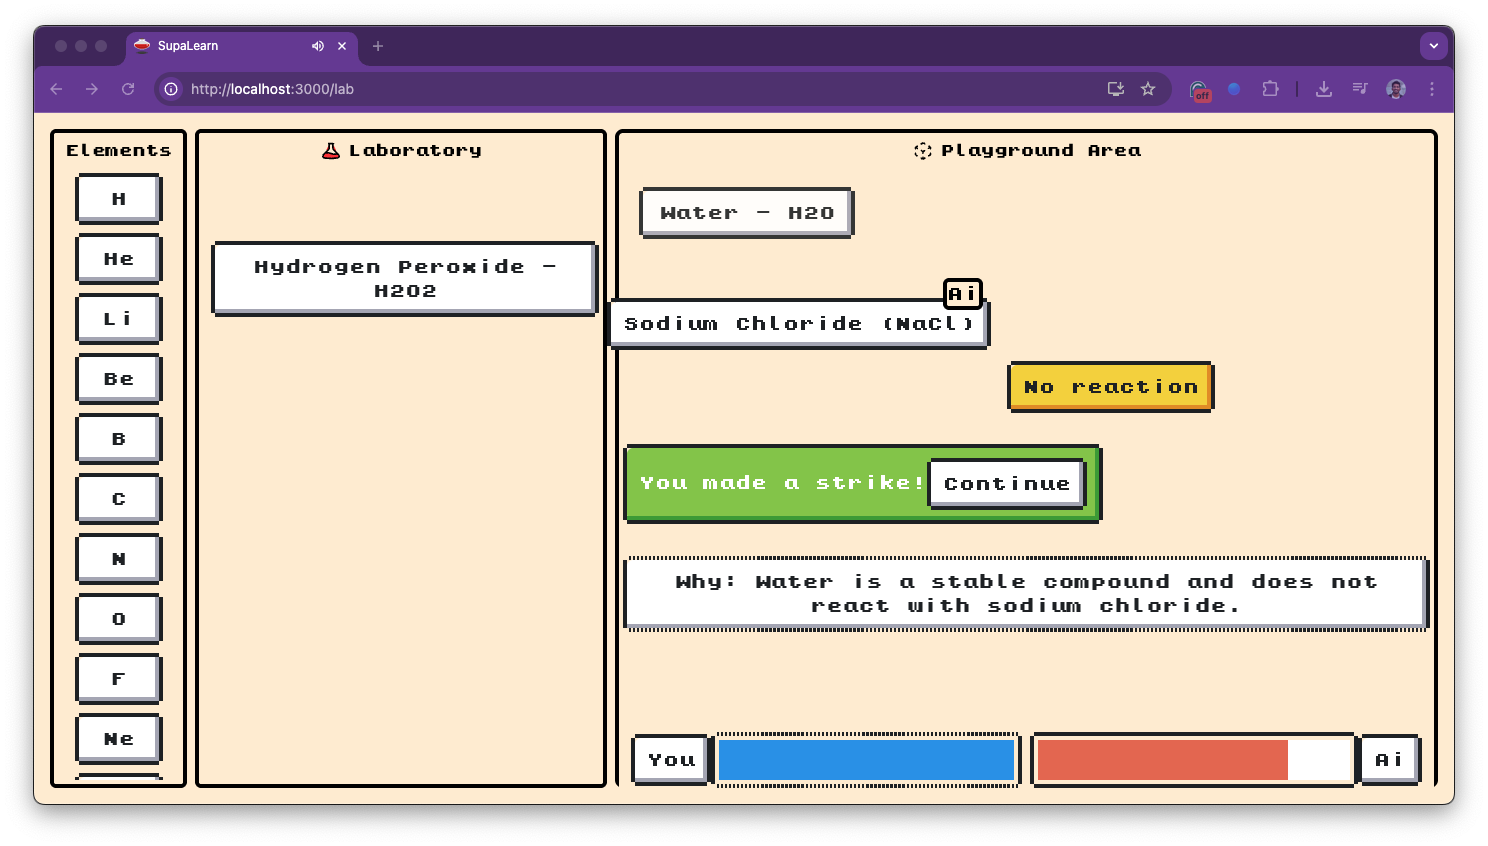 SupaLearn
http://localhost:3000/lab
off
Elements
H
He
Li
Be
B
C
N
O
F
Ne
Laboratory
Hydrogen Peroxide -
H2O2
Playground Area
Water - H2O
Ai
Sodium Chloride (NaCl)
No reaction
You made a strike!
Continue
Why: Water is a stable compound and does not
react with sodium chloride.
You
Ai